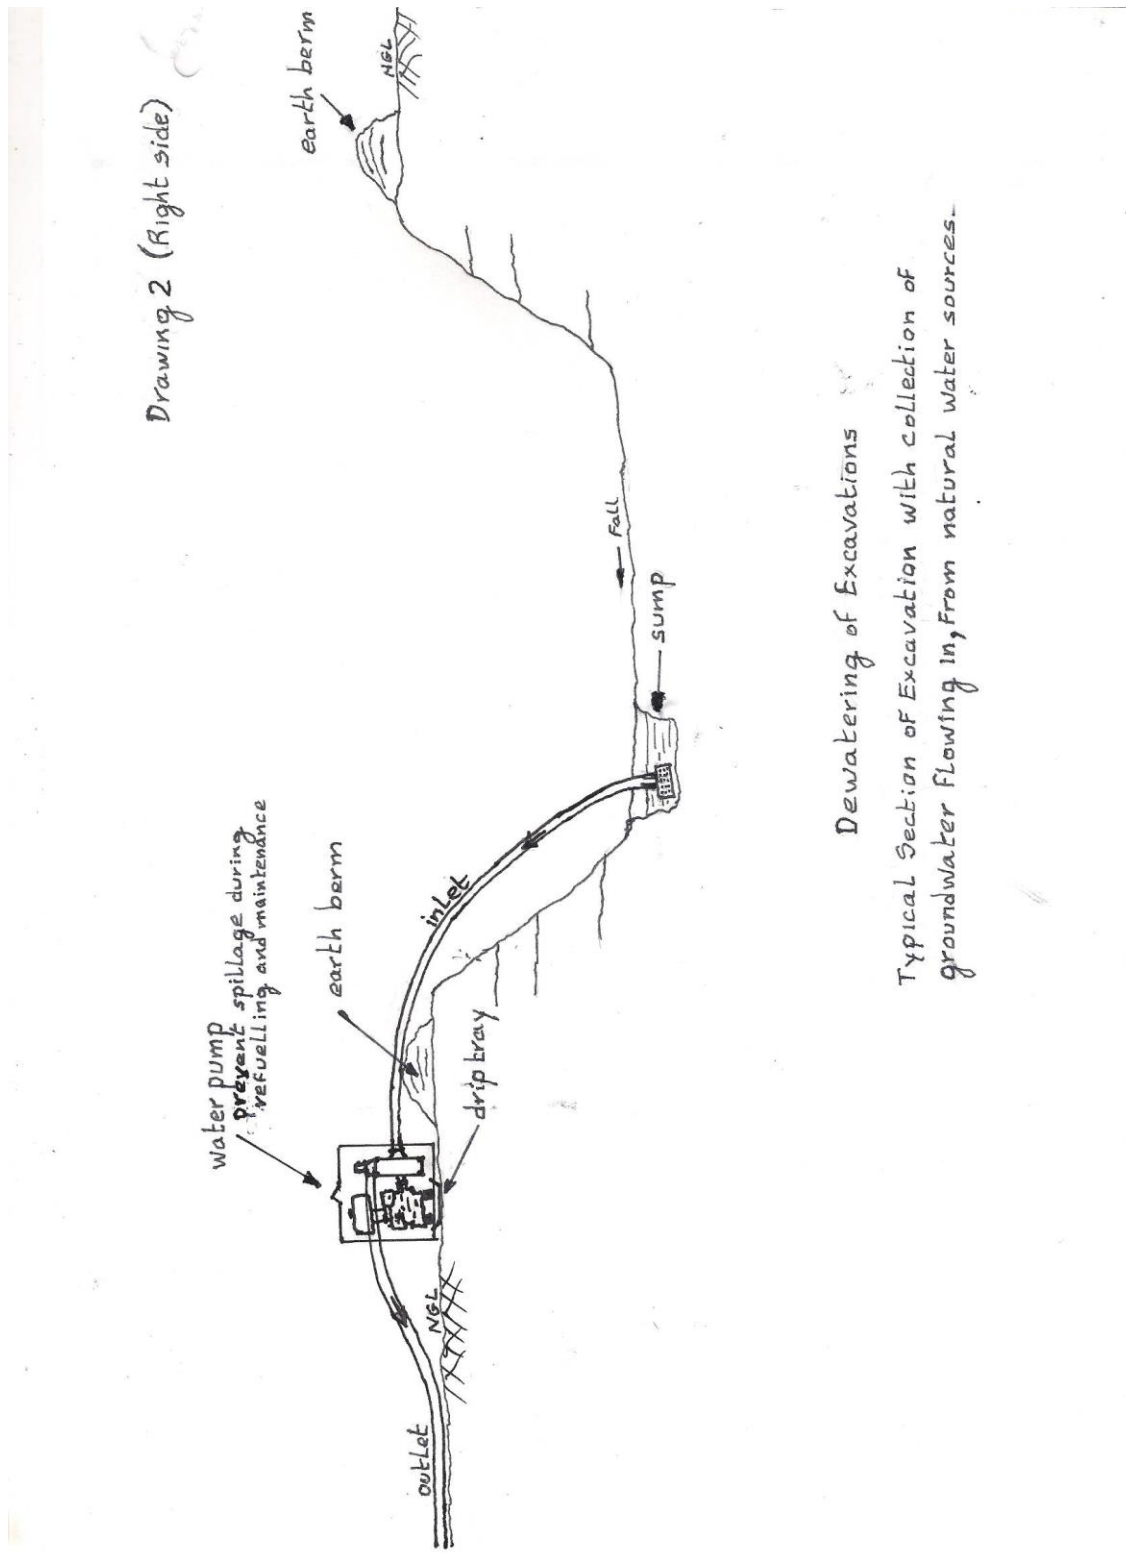 Drawing 2 (Right side)
water pump
prevent spillage during
refuelling and maintenance
earth berm
earth berm
NGL
inlet
outlet
NGL
drip tray
Fall
sump
Dewatering of Excavations
Typical Section of Excavation with collection of
groundwater flowing in, From natural water sources.